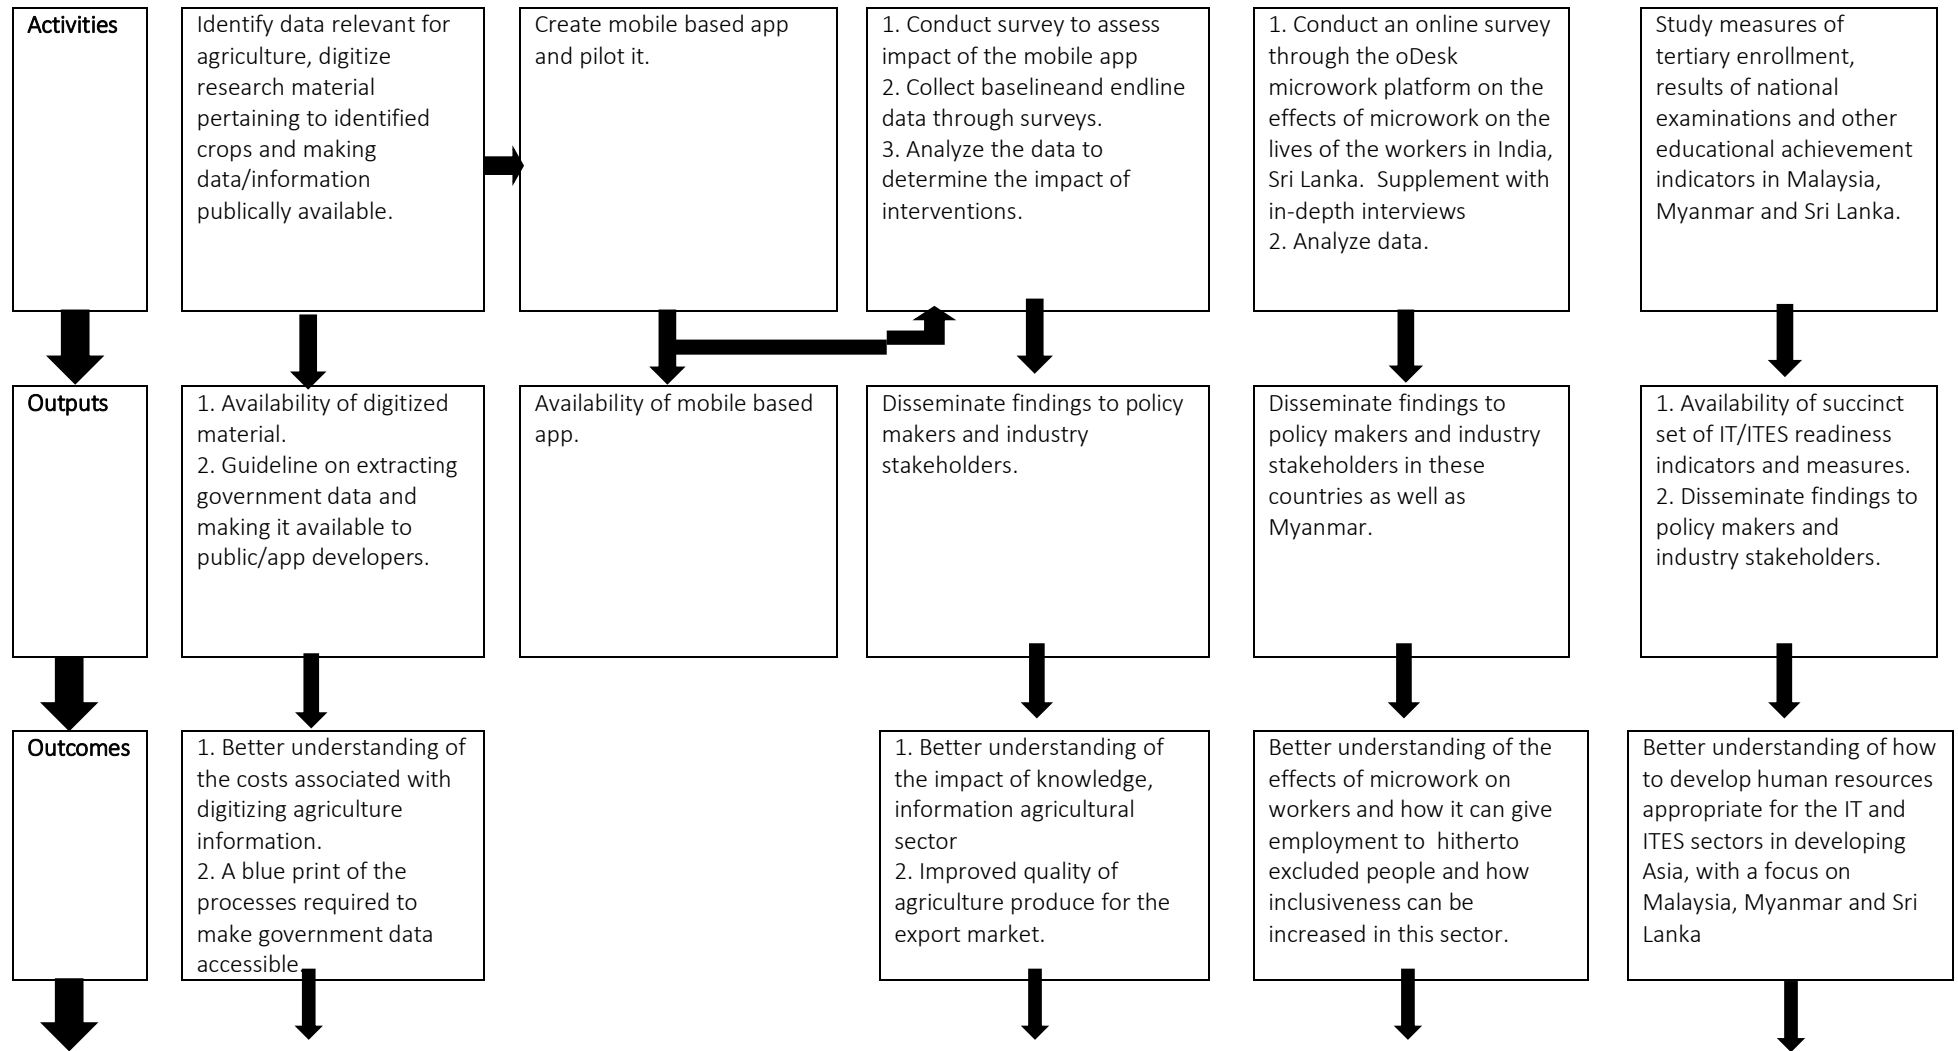 Activities
Identify data relevant for
agriculture, digitize
research material
pertaining to identified
crops and making
data/information
publically available.
Create mobile based app
and pilot it.
1. Conduct survey to assess
impact of the mobile app
2. Collect baselineand endline
data through surveys.
3. Analyze the data to
determine the impact of
interventions.
1. Conduct an online survey
through the oDesk
microwork platform on the
effects of microwork on the
lives of the workers in India,
Sri Lanka.  Supplement with
in-depth interviews
2. Analyze data.
Study measures of
tertiary enrollment,
results of national
examinations and other
educational achievement
indicators in Malaysia,
Myanmar and Sri Lanka.
Outputs
1. Availability of digitized
material.
2. Guideline on extracting
government data and
making it available to
public/app developers.
Availability of mobile based
app.
Disseminate findings to policy
makers and industry
stakeholders.
Disseminate findings to
policy makers and industry
stakeholders in these
countries as well as
Myanmar.
1. Availability of succinct
set of IT/ITES readiness
indicators and measures.
2. Disseminate findings to
policy makers and
industry stakeholders.
Outcomes
1. Better understanding of
the costs associated with
digitizing agriculture
information.
2. A blue print of the
processes required to
make government data
accessible.
1. Better understanding of
the impact of knowledge,
information agricultural
sector
2. Improved quality of
agriculture produce for the
export market.
Better understanding of the
effects of microwork on
workers and how it can give
employment to  hitherto
excluded people and how
inclusiveness can be
increased in this sector.
Better understanding of how
to develop human resources
appropriate for the IT and
ITES sectors in developing
Asia, with a focus on
Malaysia, Myanmar and Sri
Lanka